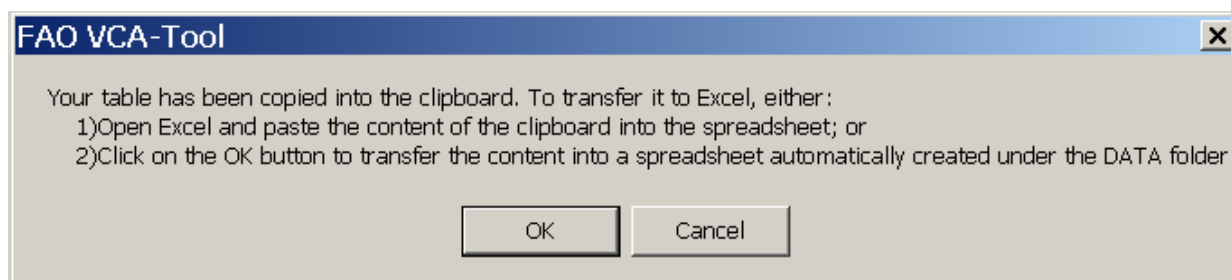 FAO VCA-Tool
Your table has been copied into the clipboard. To transfer it to Excel, either:
1)Open Excel and paste the content of the clipboard into the spreadsheet; or
2)Click on the OK button to transfer the content into a spreadsheet automatically created under the DATA folder
OK Cancel